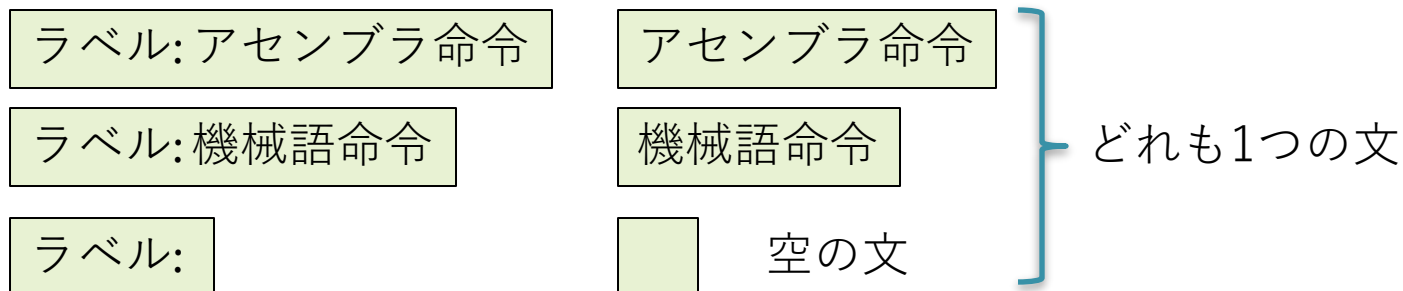 ラベル: アセンブラ命令
アセンブラ命令
ラベル: 機械語命令
機械語命令
どれも1つの文
ラベル:
空の文